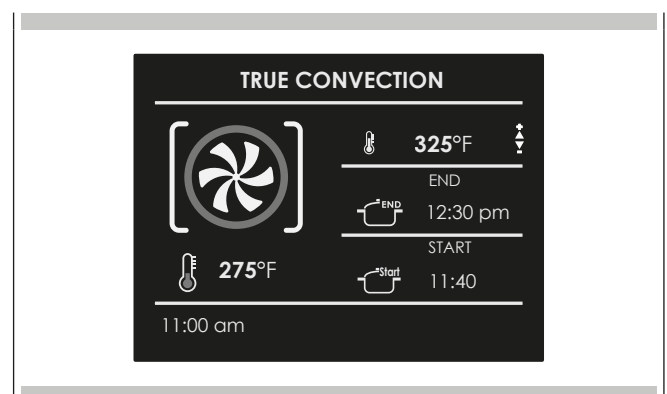 TRUE CONVECTION
325°F
END
END
12:30 pm
START
Start
11:40
275°F
11:00 am